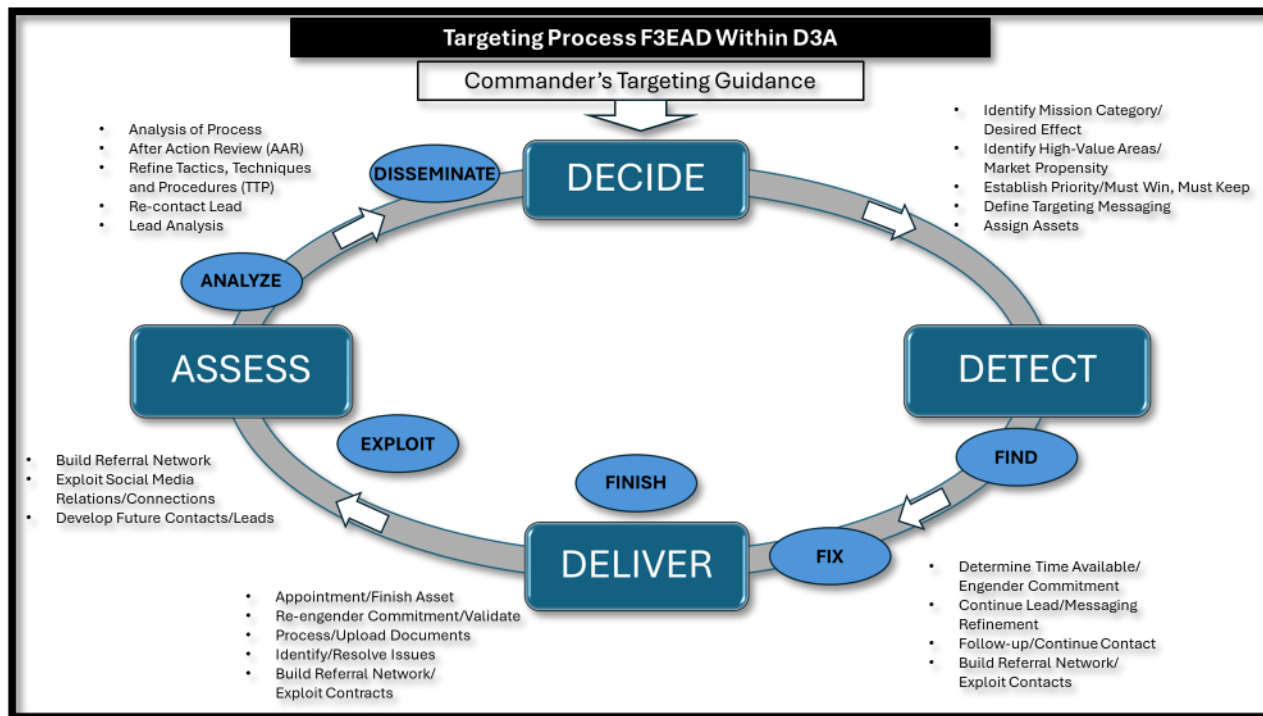 Targeting Process F3EAD Within D3A
Commander's Targeting Guidance
DECIDE
• Identify Mission Category/
Desired Effect
• Identify High-Value Areas/
Market Propensity
• Establish Priority/Must Win, Must Keep
• Define Targeting Messaging
• Assign Assets
DETECT
FIND
FIX
• Determine Time Available/
Engender Commitment
• Continue Lead/Messaging
Refinement
• Follow-up/Continue Contact
• Build Referral Network/
Exploit Contacts
FINISH
DELIVER
• Appointment/Finish Asset
• Re-engender Commitment/Validate
• Process/Upload Documents
• Identify/Resolve Issues
• Build Referral Network/
Exploit Contracts
EXPLOIT
• Build Referral Network
• Exploit Social Media
Relations/Connections
• Develop Future Contacts/Leads
ASSESS
ANALYZE
• Analysis of Process
• After Action Review (AAR)
• Refine Tactics, Techniques
and Procedures (TTP)
• Re-contact Lead
• Lead Analysis
DISSEMINATE